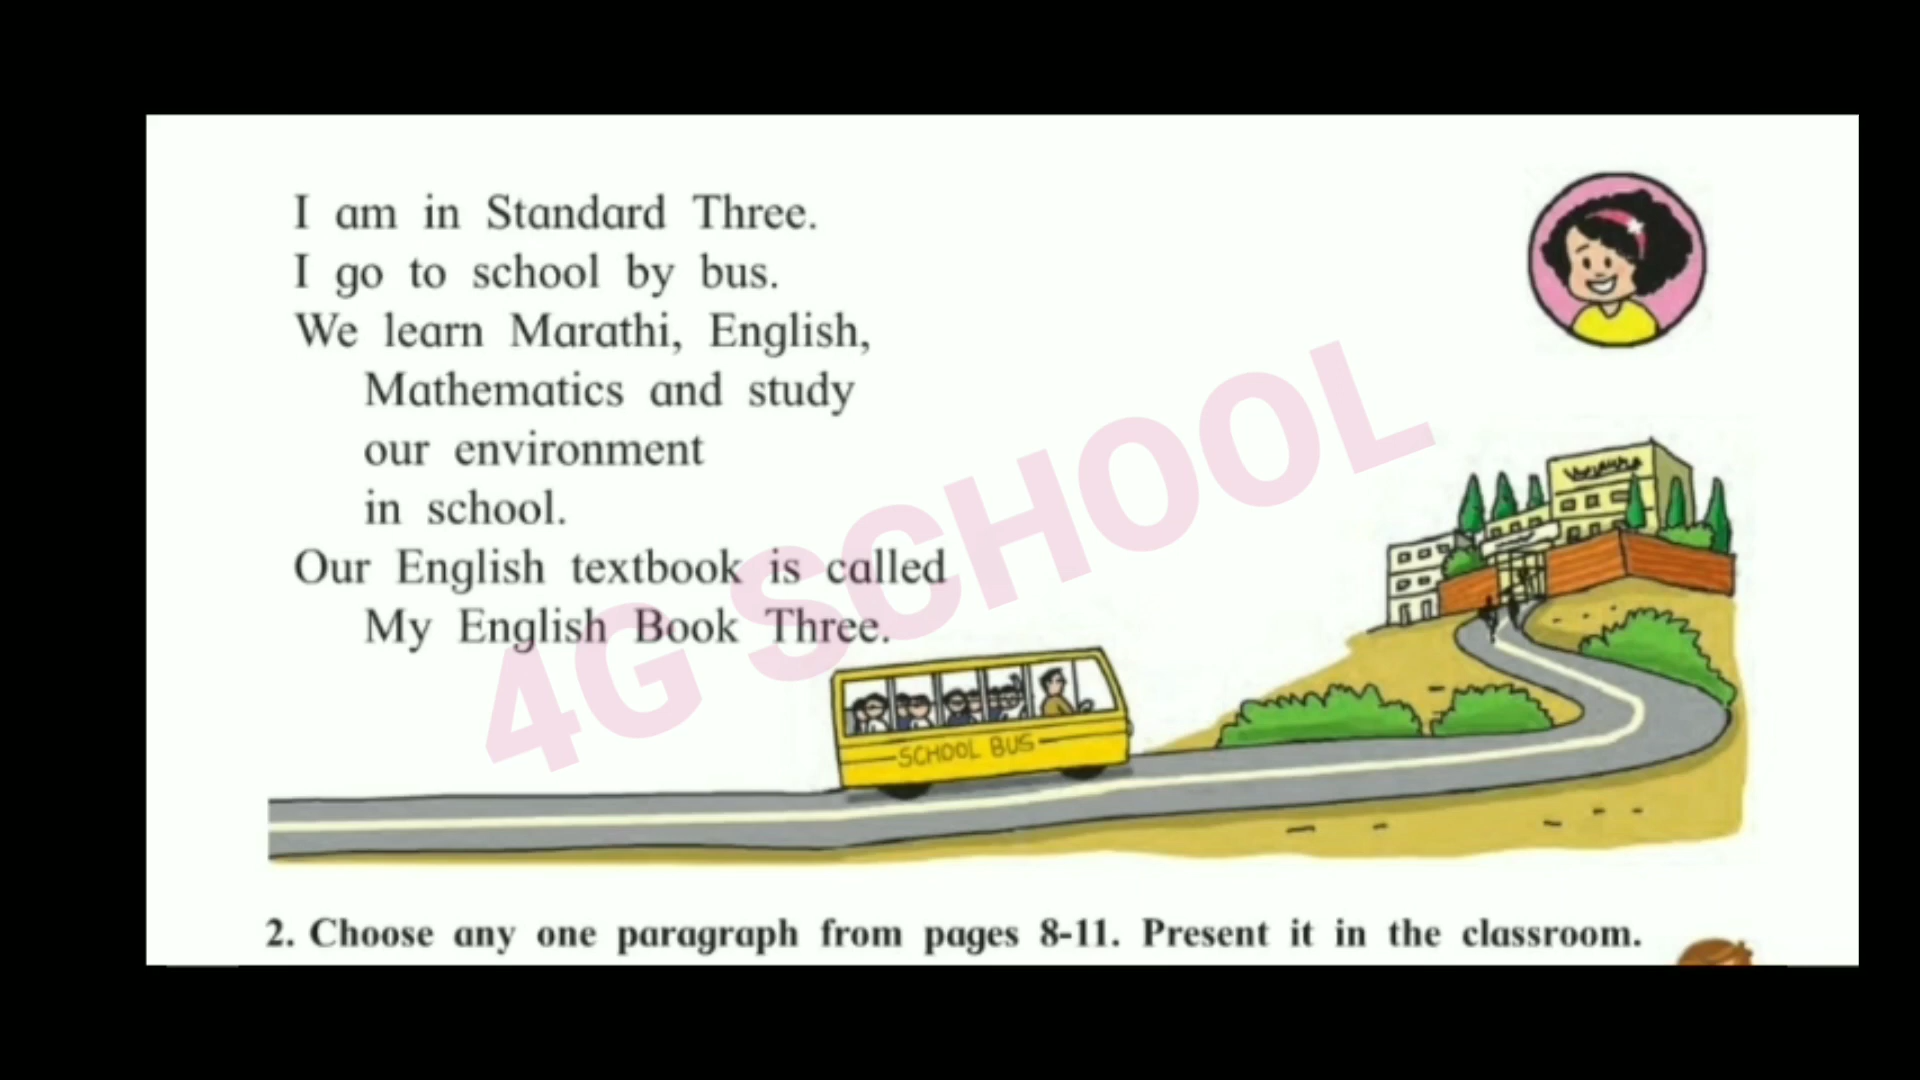 I am in Standard Three.
I go to school by bus.
We learn Marathi, English,
Mathematics and study
our environment
in school.
Our English textbook is called
My English Book Three.
4G SCHOOL
SCHOOL BUS
2. Choose any one paragraph from pages 8-11. Present it in the classroom.